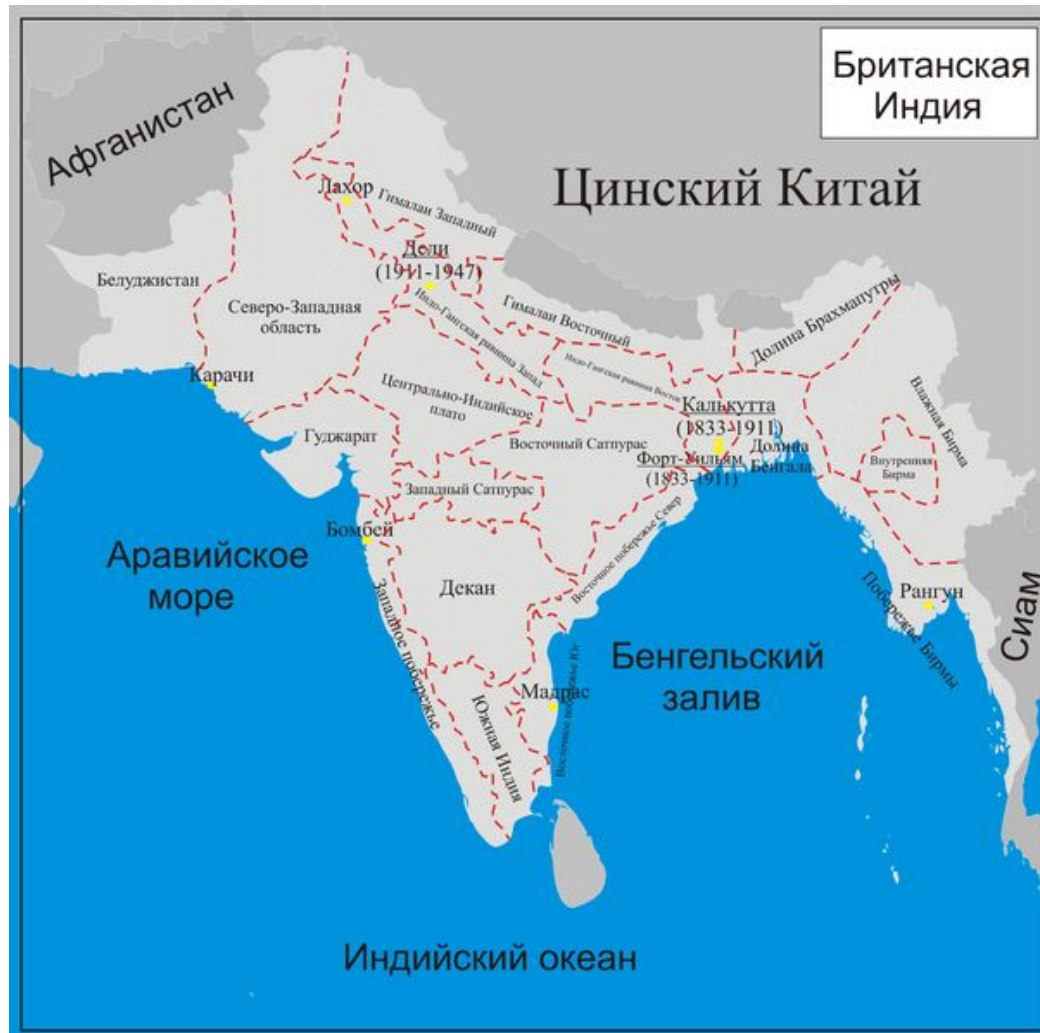 Британская
Индия
Афганистан
Цинский Китай
Лахор
Гималаи Западный
Дели
(1911-1947)
Белуджистан
Северо-Западная
область
Индо-Гангская равнина Запад
Гималаи Восточный
Долина Брахмапутры
Карачи
Индо-Гангская равнина Восток
Центрально-Индийское
плато
Калькутта
(1833-1911)
Влажная Бирма
Гуджарат
Восточный Сатпурас
Форт-Уильям
(1833-1911)
Долина
Бенгала
Внутренняя
Бирма
Западный Сатпурас
Бомбей
Восточное побережье Север
Аравийское
море
Декан
Западное побережье
Рангун
Побережье Бирмы
Сиам
Бенгельский
залив
Мадрас
Восточное побережье Юг
Южная Индия
Индийский океан